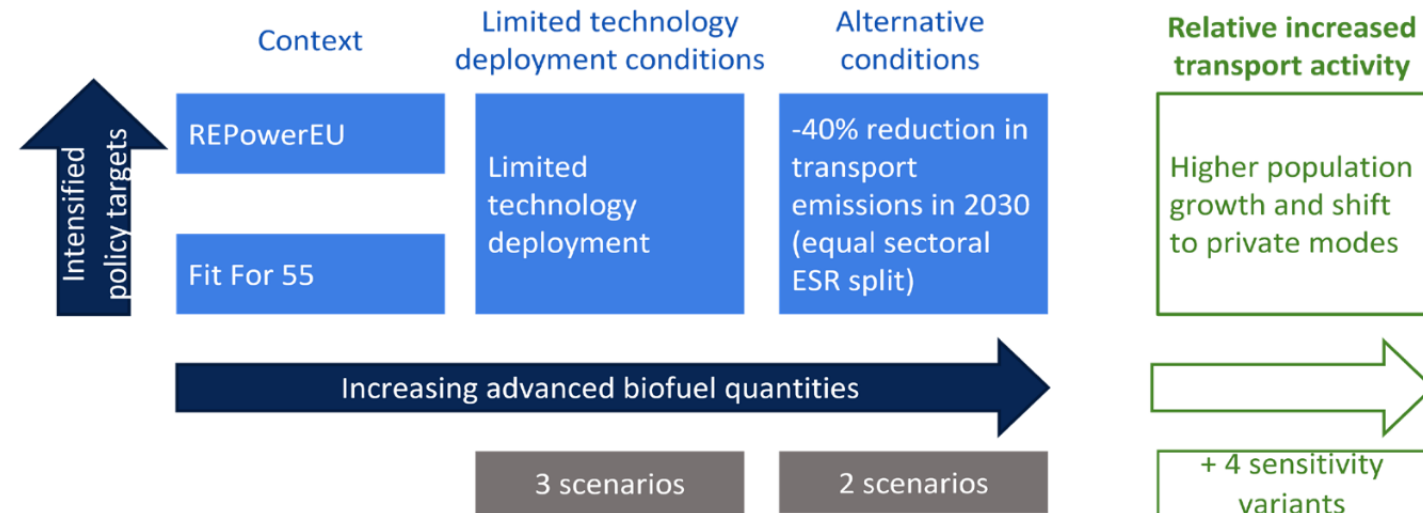 Context
Limited technology
deployment conditions
Alternative
conditions
Relative increased
transport activity
Intensified
policy targets
REPowerEU
Fit For 55
Limited
technology
deployment
-40% reduction in
transport
emissions in 2030
(equal sectoral
ESR split)
Higher population
growth and shift
to private modes
Increasing advanced biofuel quantities
3 scenarios
2 scenarios
+ 4 sensitivity
variants